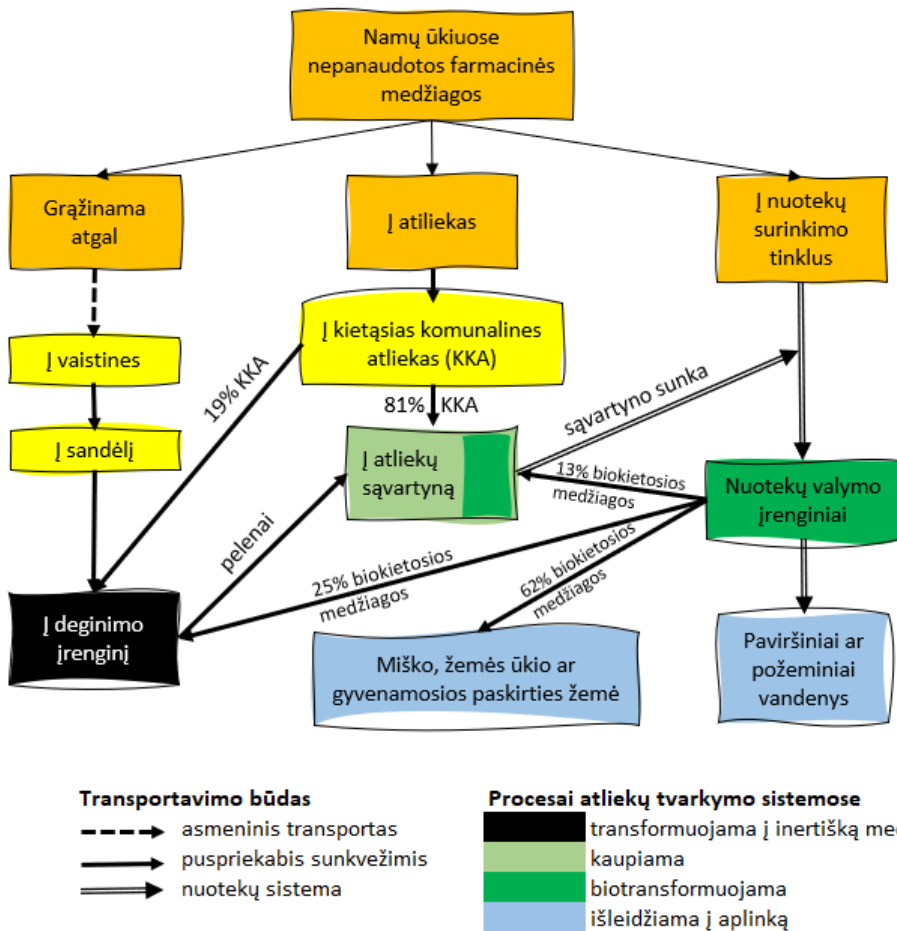 Namų ūkiuose
nepanaudotos farmacinės
medžiagos
Grąžinama
atgal
Į atiliekas
Į nuotekų
surinkimo
tinklus
Į vaistines
Į kietąsias komunalines
atliekas (KKA)
19% KKA
81% KKA
sąvartyno sunka
Į sandėlį
Į atliekų
sąvartyną
13% biokietosios
medžiagos
Nuotekų valymo
įrenginiai
pelenai
25% biokietosios
medžiagos
62% biokietosios
medžiagos
Į deginimo
įrenginį
Miško, žemės ūkio ar
gyvenamosios paskirties žemė
Paviršiniai ar
požeminiai
vandenys
Transportavimo būdas
asmeninis transportas
puspriekabis sunkvežimis
nuotekų sistema
Procesai atliekų tvarkymo sistemose
transformuojama į inertišką
kaupiama
biotransformuojama
išleidžiama į aplinką